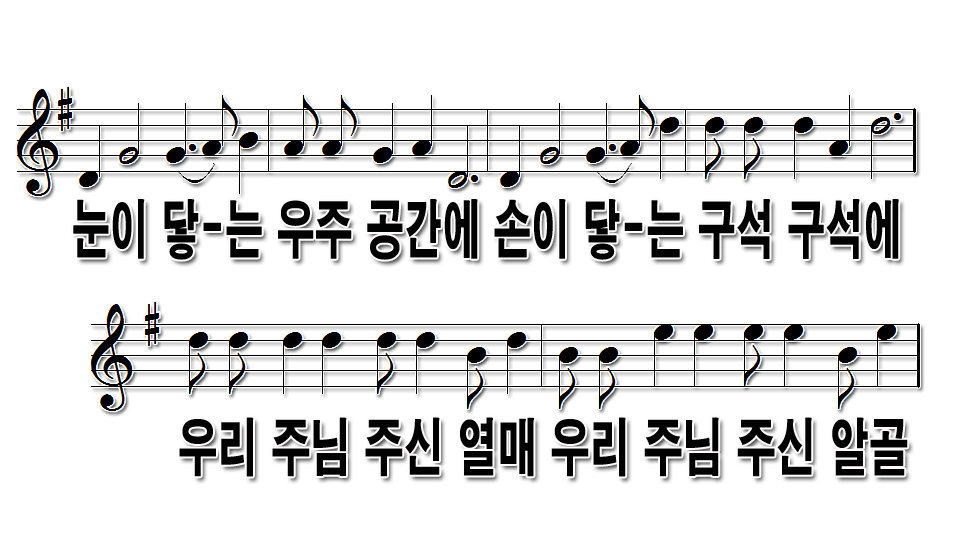 눈이 닿-는 우주 공간에 손이 닿-는 구석 구석에
우리 주님 주신 열매 우리 주님 주신 알골